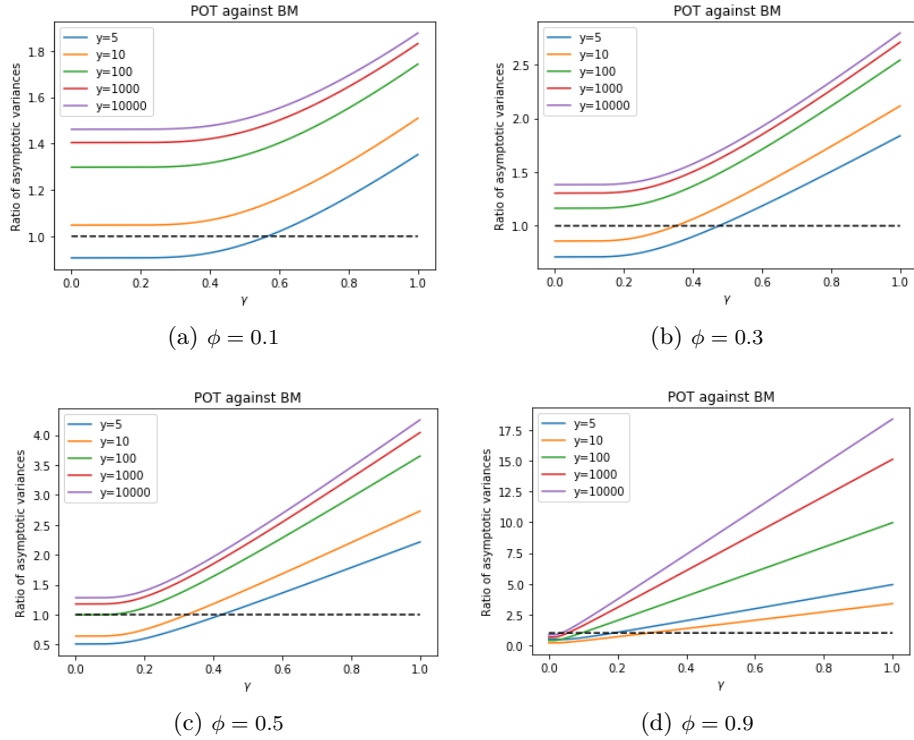 POT against BM
Ratio of asymptotic variances
1.8
1.6
1.4
1.2
1.0
y=5
y=10
y=100
y=1000
y=10000
0.0 0.2 0.4 0.6 0.8 1.0
γ
(a) ϕ = 0.1
POT against BM
Ratio of asymptotic variances
2.5
2.0
1.5
1.0
y=5
y=10
y=100
y=1000
y=10000
0.0 0.2 0.4 0.6 0.8 1.0
γ
(b) ϕ = 0.3
POT against BM
Ratio of asymptotic variances
4.0
3.5
3.0
2.5
2.0
1.5
1.0
0.5
y=5
y=10
y=100
y=1000
y=10000
0.0 0.2 0.4 0.6 0.8 1.0
γ
(c) ϕ = 0.5
POT against BM
Ratio of asymptotic variances
17.5
15.0
12.5
10.0
7.5
5.0
2.5
0.0
y=5
y=10
y=100
y=1000
y=10000
0.0 0.2 0.4 0.6 0.8 1.0
γ
(d) ϕ = 0.9